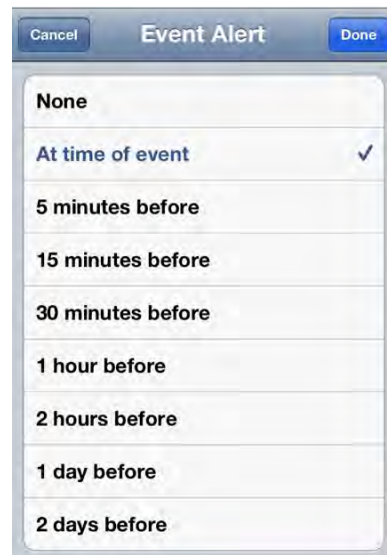 Cancel Event Alert Done
None
At time of event
5 minutes before
15 minutes before
30 minutes before
1 hour before
2 hours before
1 day before
2 days before